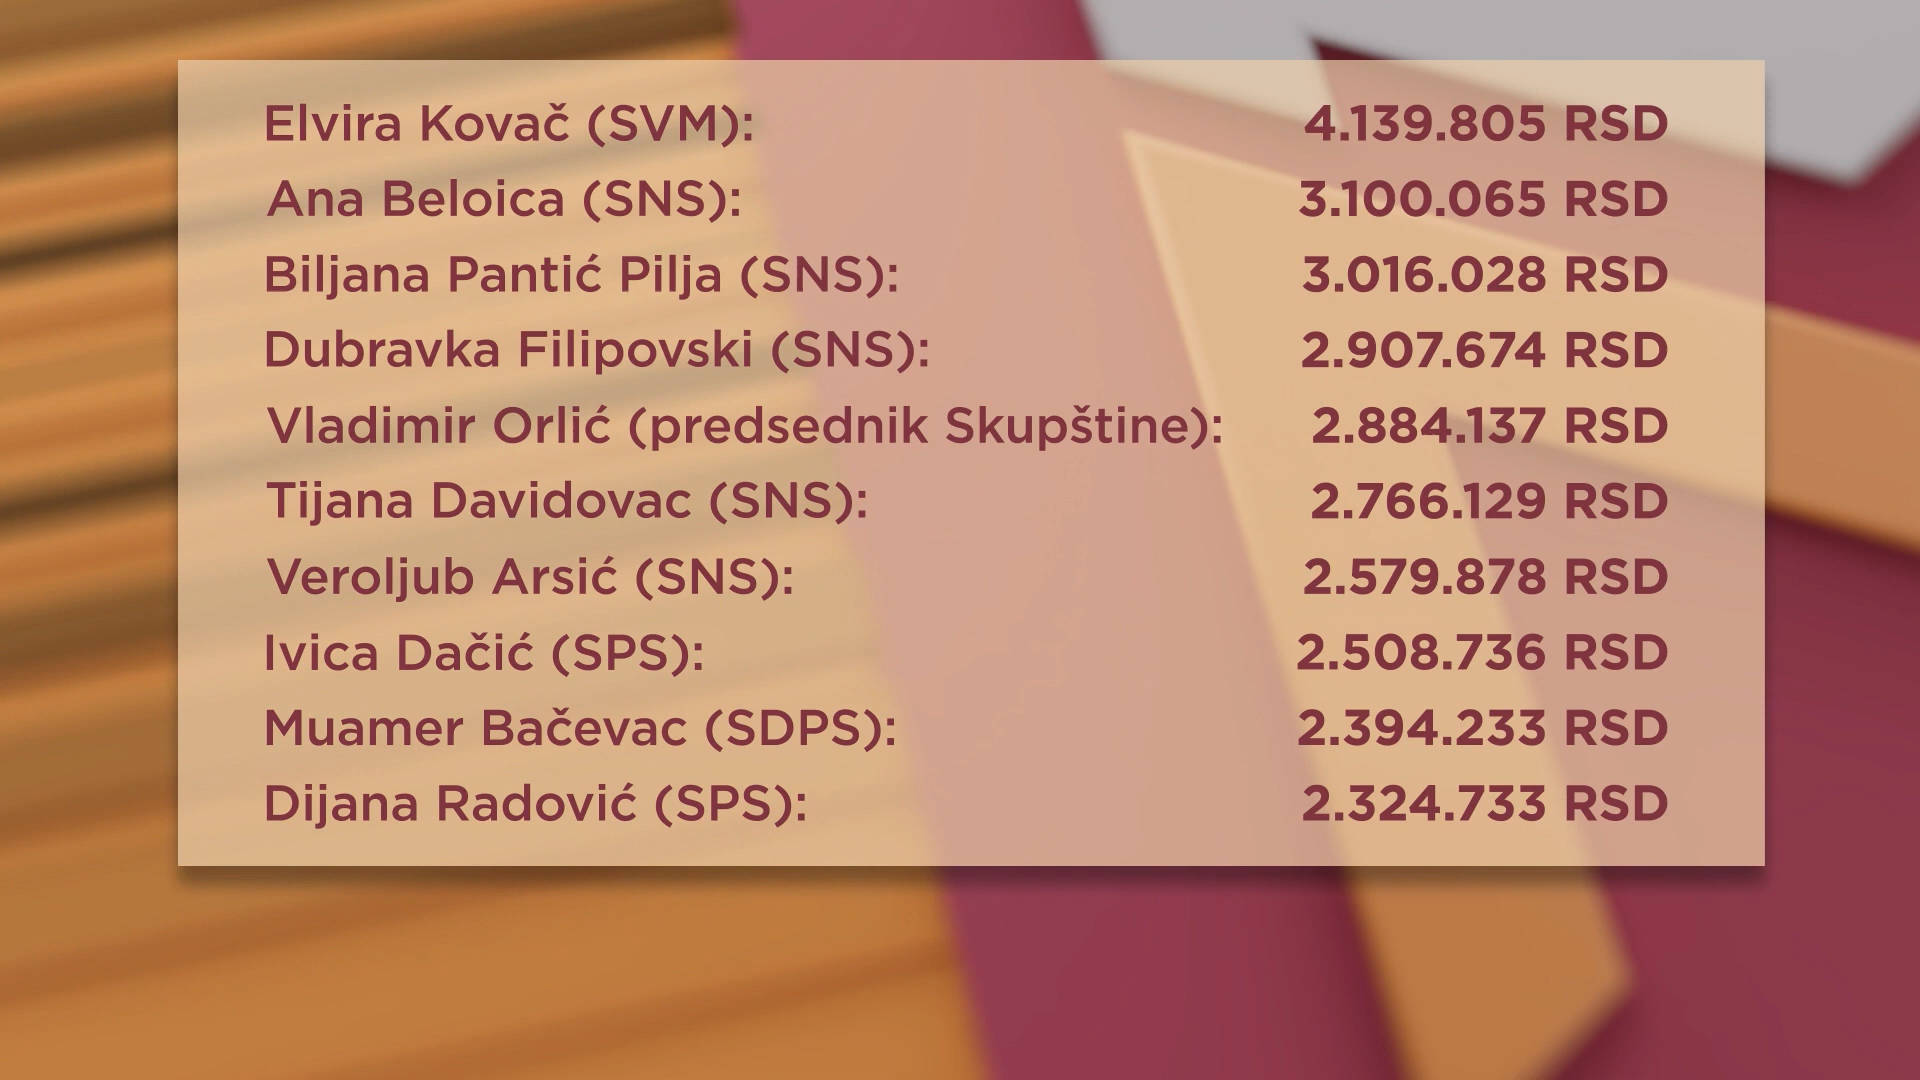 Elvira Kovač (SVM): 4.139.805 RSD
Ana Beloica (SNS): 3.100.065 RSD
Biljana Pantić Pilja (SNS): 3.016.028 RSD
Dubravka Filipovski (SNS): 2.907.674 RSD
Vladimir Orlić (predsednik Skupštine): 2.884.137 RSD
Tijana Davidovac (SNS): 2.766.129 RSD
Veroljub Arsić (SNS): 2.579.878 RSD
Ivica Dačić (SPS): 2.508.736 RSD
Muamer Bačevac (SDPS): 2.394.233 RSD
Dijana Radović (SPS): 2.324.733 RSD